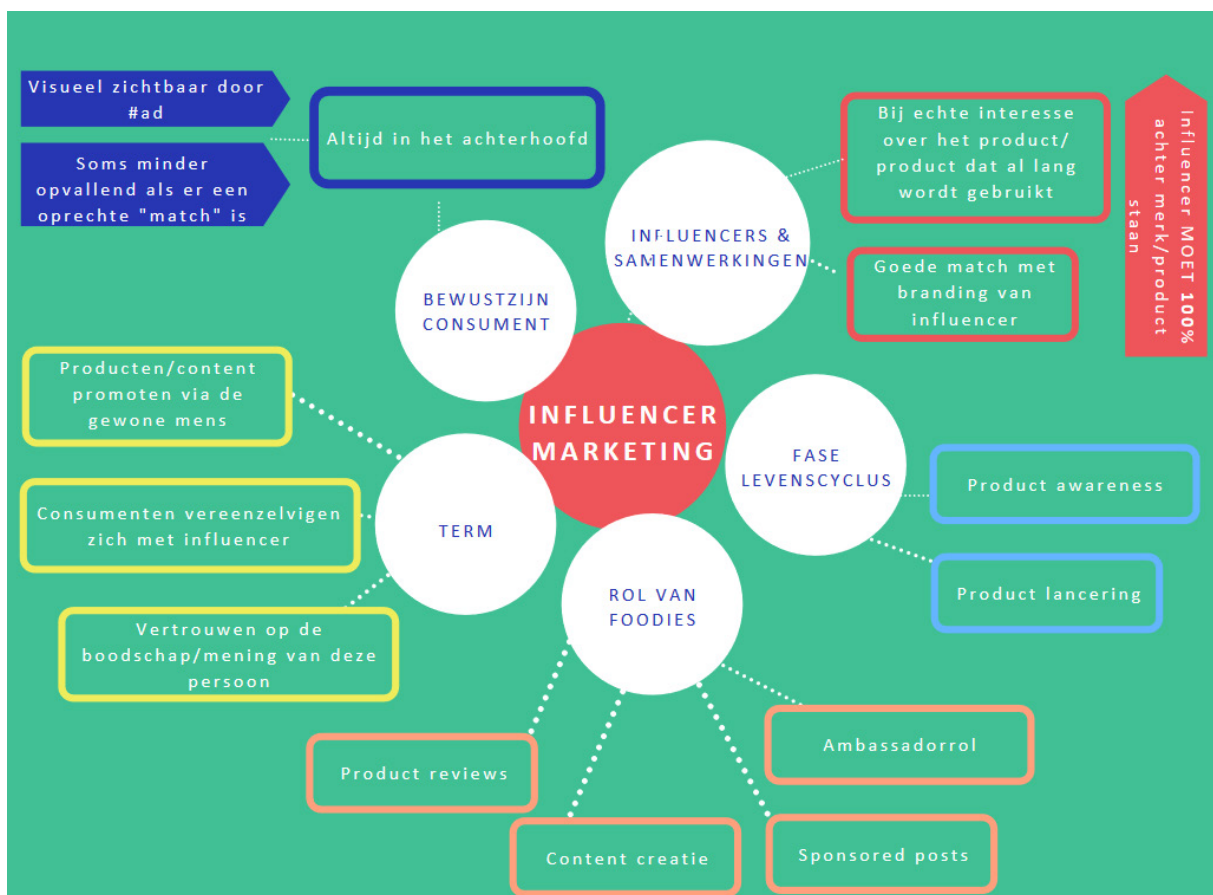 Visueel zichtbaar door
#ad
Soms minder
opvallend als er een
oprechte "match" is
Altijd in het achterhoofd
BEWUSTZIJN
CONSUMENT
INFLUENCERS &
SAMENWERKINGEN
Bij echte interesse
over het product/
product dat al lang
wordt gebruikt
Goede match met
branding van
influencer
Influencer MOET 100%
achter merk/product
staan
INFLUENCER
MARKETING
Producten/content
promoten via de
gewone mens
Consumenten vereenzelvigen
zich met influencer
Vertrouwen op de
boodschap/mening van deze
persoon
TERM
FASE
LEVENSCYCLUS
Product awareness
Product lancering
ROL VAN
FOODIES
Product reviews
Content creatie
Sponsored posts
Ambassadorrol